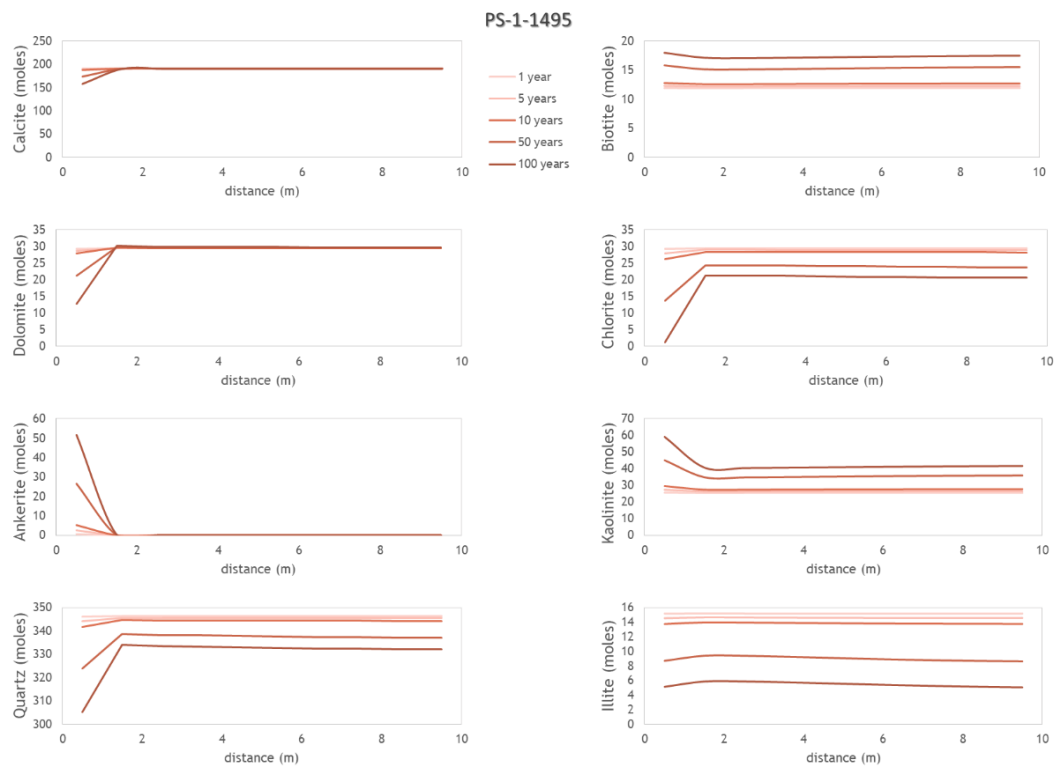 PS-1-1495
Calcite (moles)
250
200
150
100
50
0
0 2 4 6 8 10
distance (m)
1 year
5 years
10 years
50 years
100 years
Biotite (moles)
20
15
10
5
0
0 2 4 6 8 10
distance (m)
Dolomite (moles)
35
30
25
20
15
10
5
0
0 2 4 6 8 10
distance (m)
Chlorite (moles)
35
30
25
20
15
10
5
0
0 2 4 6 8 10
distance (m)
Ankerite (moles)
60
50
40
30
20
10
0
0 2 4 6 8 10
distance (m)
Kaolinite (moles)
70
60
50
40
30
20
10
0
0 2 4 6 8 10
distance (m)
Quartz (moles)
350
340
330
320
310
300
0 2 4 6 8 10
distance (m)
Illite (moles)
16
14
12
10
8
6
4
2
0
0 2 4 6 8 10
distance (m)